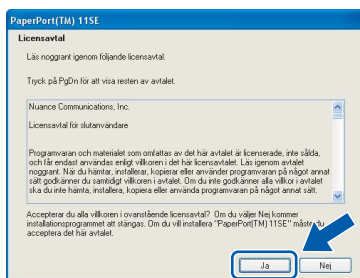 PaperPort(TM) 11SE
Licensavtal
Läs noggrant igenom följande licensavtal.
Tryck på PgDn för att visa resten av avtalet.
Nuance Communications, Inc.
Licensavtal för slutanvändare
Programvaran och materialet som omfattas av det här avtalet är licenserade, inte sålda,
och får endast användas enligt villkoren i det här licensavtalet. Läs igenom avtalet
noggrant. När du hämtar, installerar, kopierar eller använder programvaran på något annat
sätt godkänner du samtidigt villkoren i avtalet. Om du inte godkänner alla villkor i avtalet
ska du inte hämta, installera, kopiera eller använda programvaran på något annat sätt.
Accepterar du alla villkoren i ovanstående licensavtal? Om du väljer Nej kommer
installationsprogrammet att stängas. Om du vill installera "PaperPort(TM) 11SE" måste du
acceptera det här avtalet.
Ja
Nej